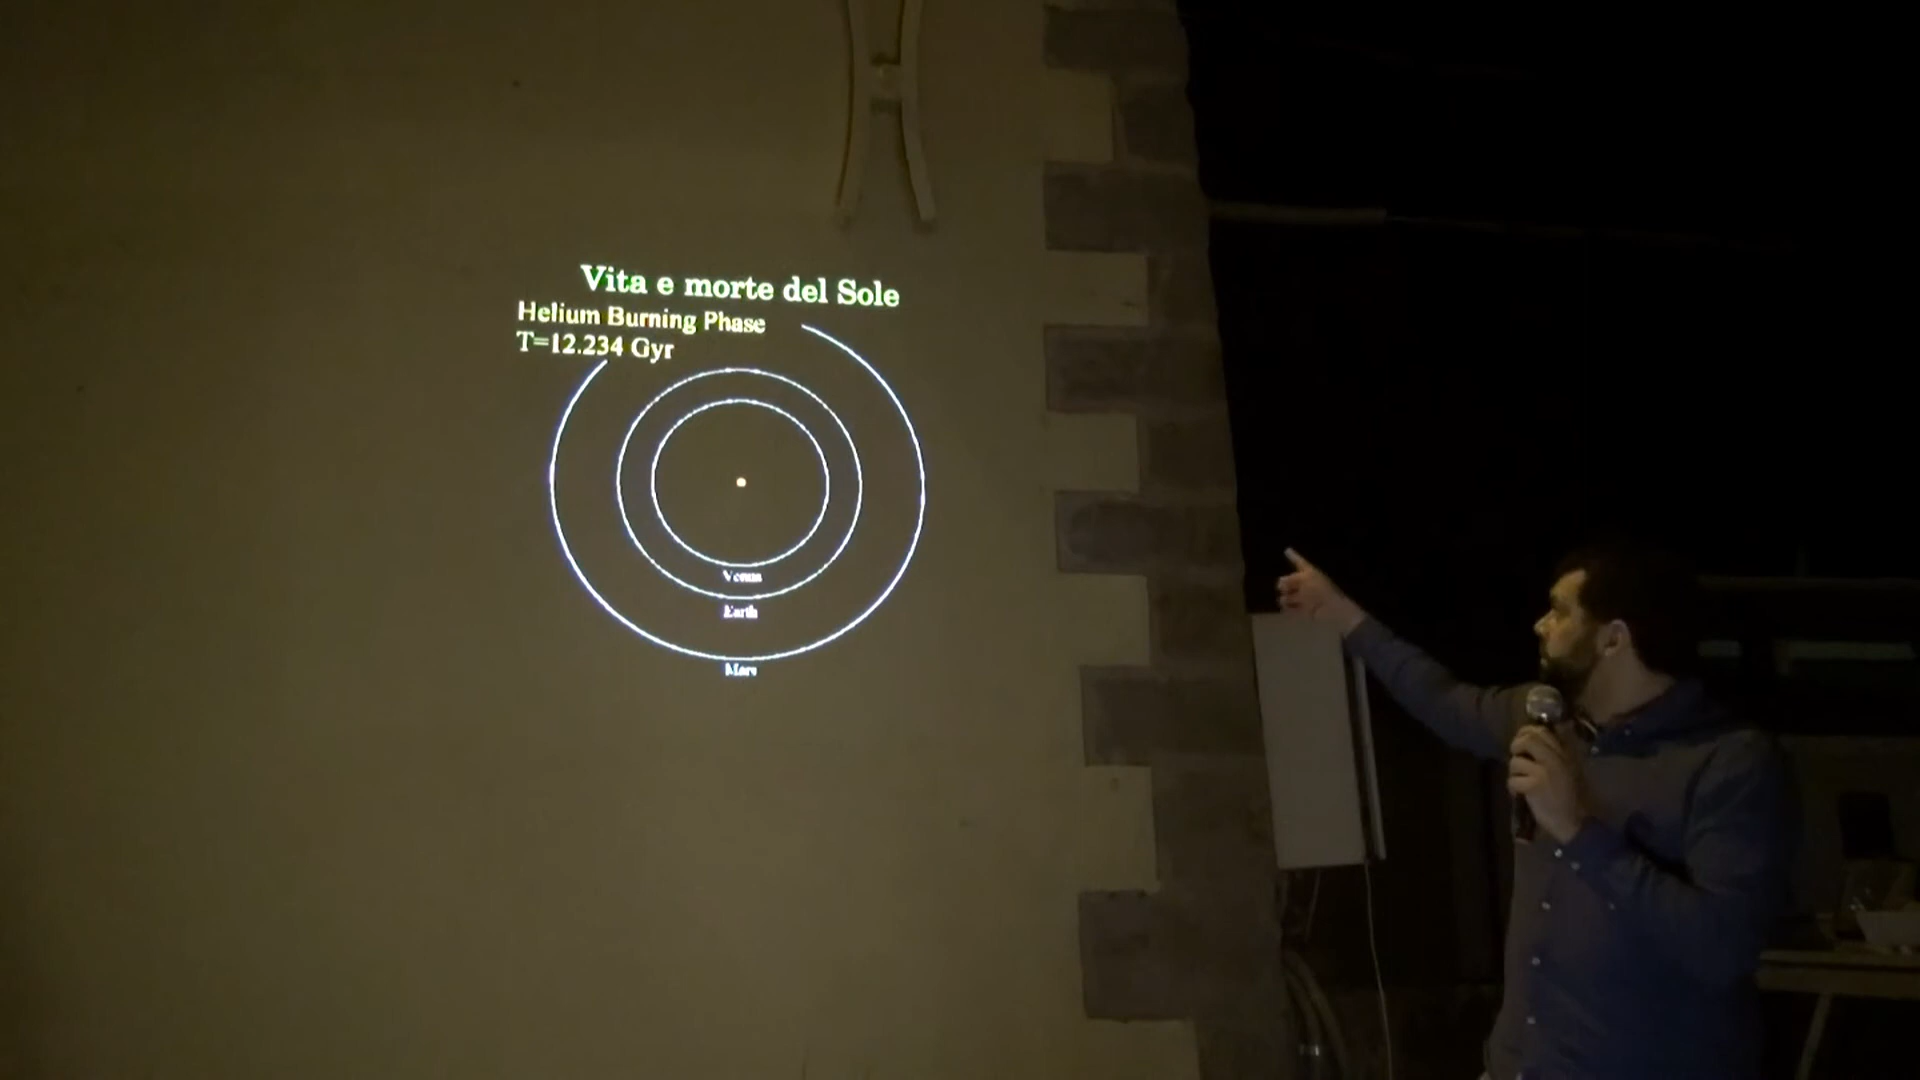 Vita e morte del Sole
Helium Burning Phase
T=12.234 Gyr
Venus
Earth
Mars